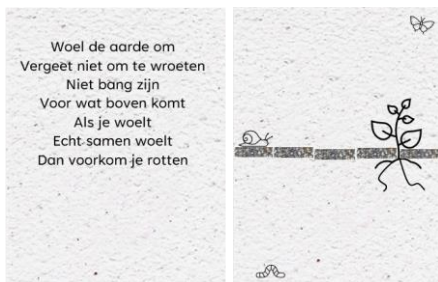 Woel de aarde om
Vergeet niet om te wroeten
Niet bang zijn
Voor wat boven komt
Als je woelt
Echt samen woelt
Dan voorkom je rotten